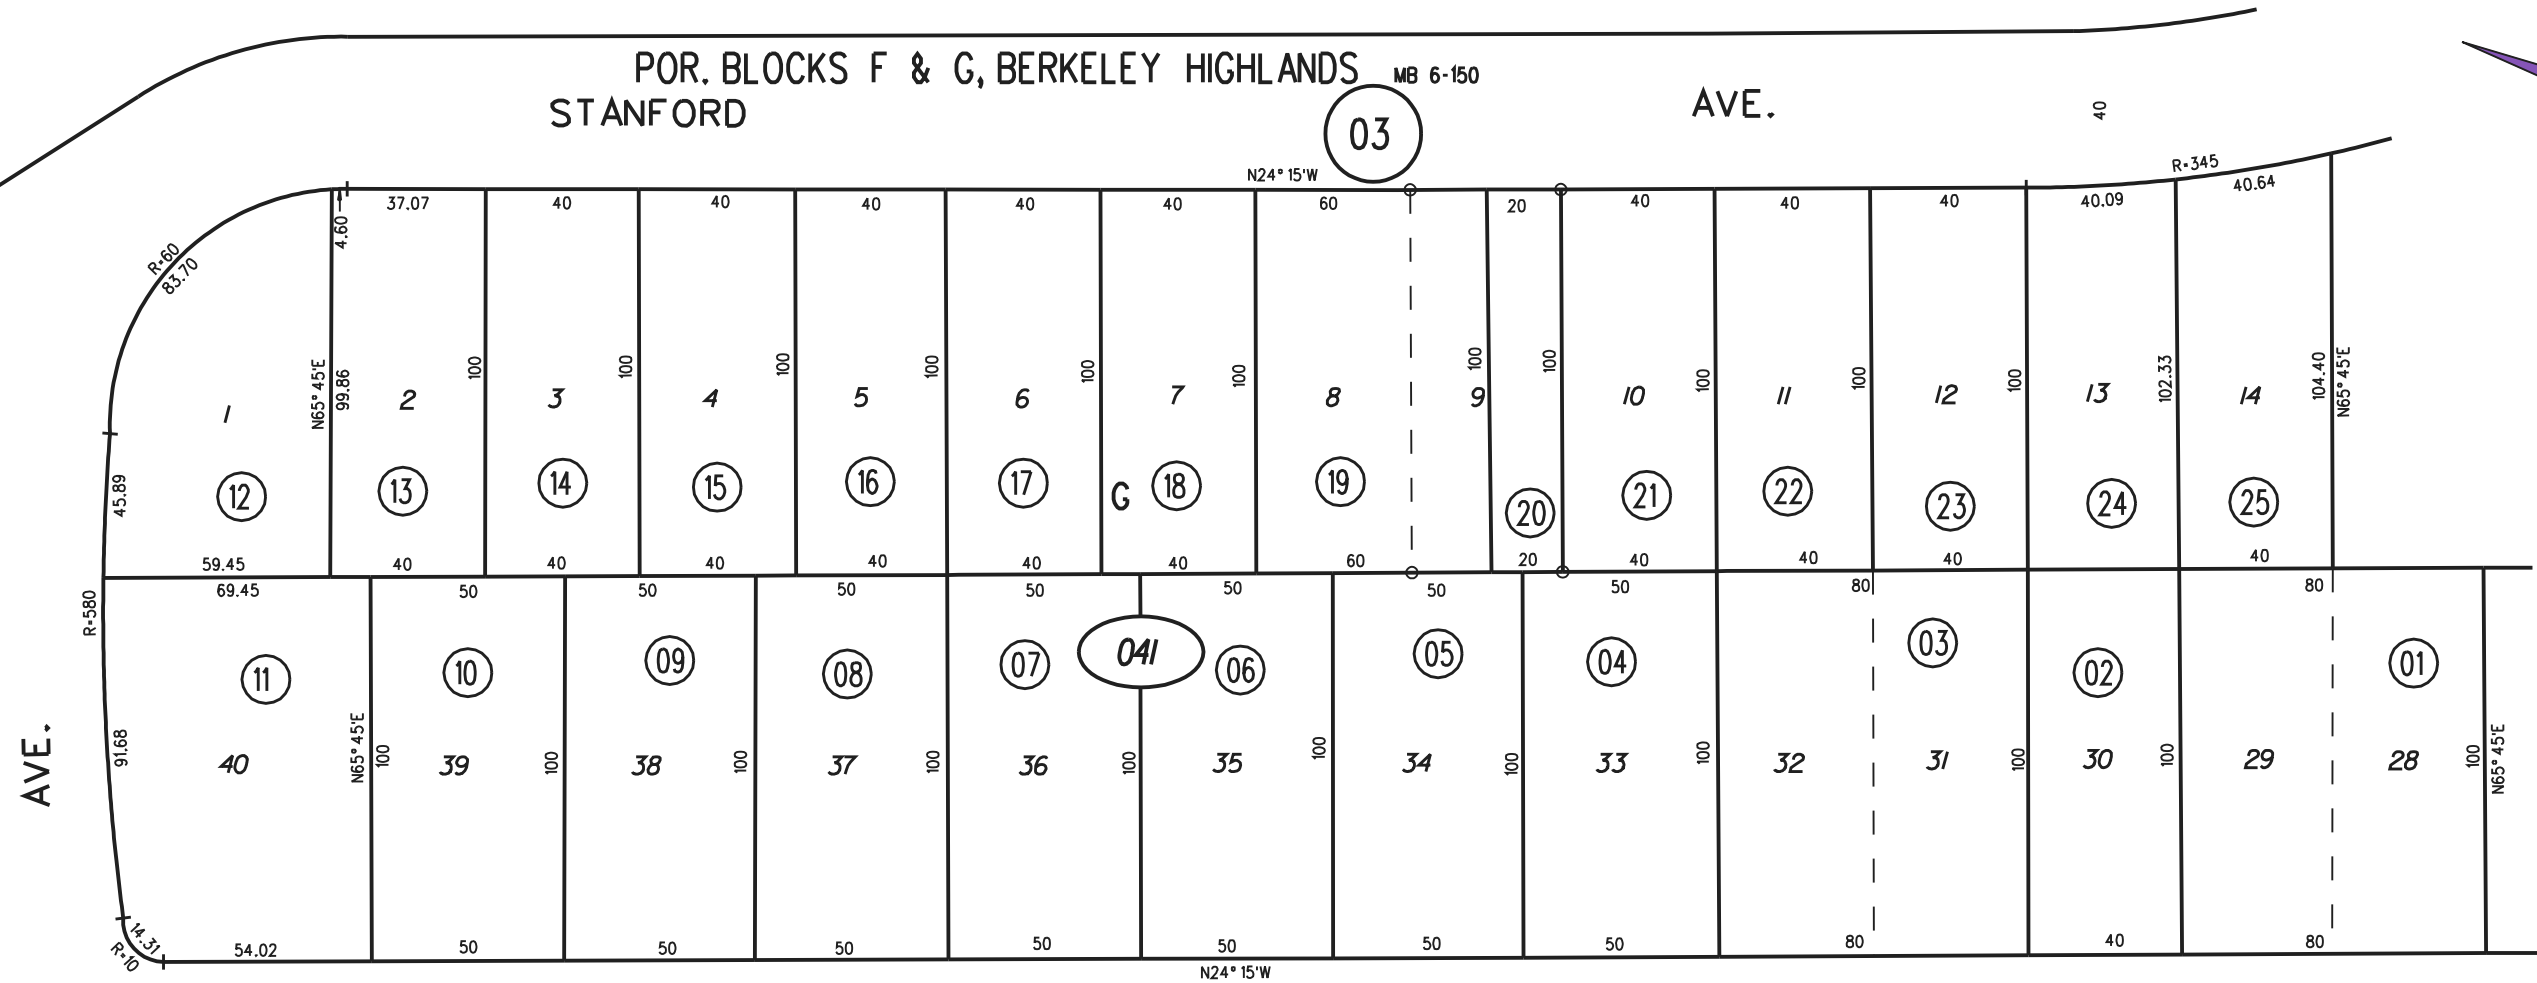 POR. BLOCKS F & G, BERKELEY HIGHLANDS MB 6-150
STANFORD AVE.
40
03
N24°15'W
R=345
37.07 40 40 40 40 40 60 20 40 40 40 40.09 40.64
4.60
R=60
83.70
N65°45'E 99.86 100 100 100 100 100 100 100 100 100 100 100 102.33 104.40 N65°45'E
1 2 3 4 5 6 7 8 9 10 11 12 13 14
45.89
12 13 14 15 16 17 G 18 19 20 21 22 23 24 25
59.45 40 40 40 40 40 40 60 20 40 40 40 40
69.45 50 50 50 50 50 50 50 80 80
R=580
11 10 09 08 07 041 06 05 04 03 02 01
AVE.
91.68
N65°45'E 100 100 100 100 100 100 100 100 100 100 100 N65°45'E
40 39 38 37 36 35 34 33 32 31 30 29 28
14.31
R=10
54.02 50 50 50 50 50 50 50 80 40 80
N24°15'W